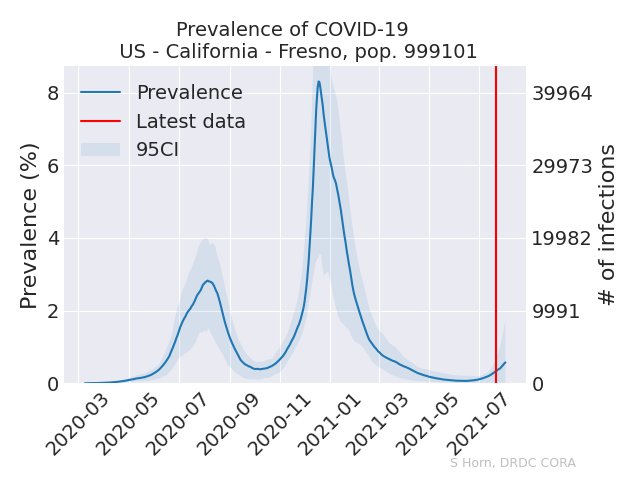 Prevalence of COVID-19
US - California - Fresno, pop. 999101
Prevalence
Latest data
95CI
Prevalence (%)
8
6
4
2
0
39964
29973
19982
9991
0
# of infections
2020-03
2020-05
2020-07
2020-09
2020-11
2021-01
2021-03
2021-05
2021-07
S Horn, DRDC CORA